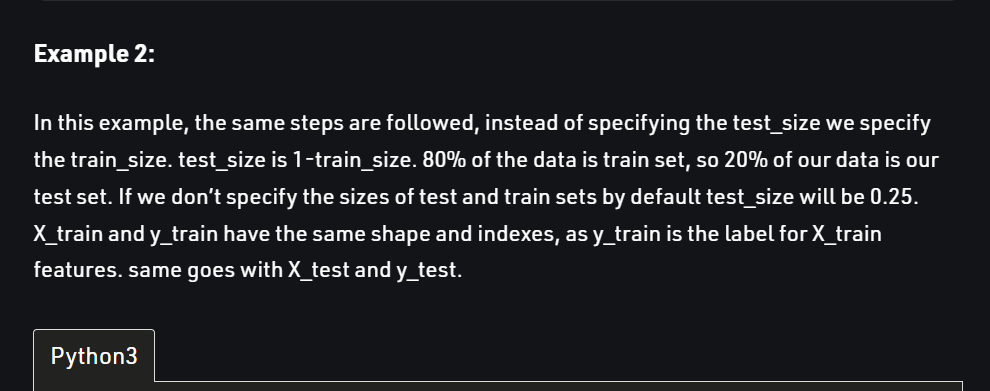 Example 2:
In this example, the same steps are followed, instead of specifying the test_size we specify
the train_size. test_size is 1-train_size. 80% of the data is train set, so 20% of our data is our
test set. If we don’t specify the sizes of test and train sets by default test_size will be 0.25.
X_train and y_train have the same shape and indexes, as y_train is the label for X_train
features. same goes with X_test and y_test.
Python3